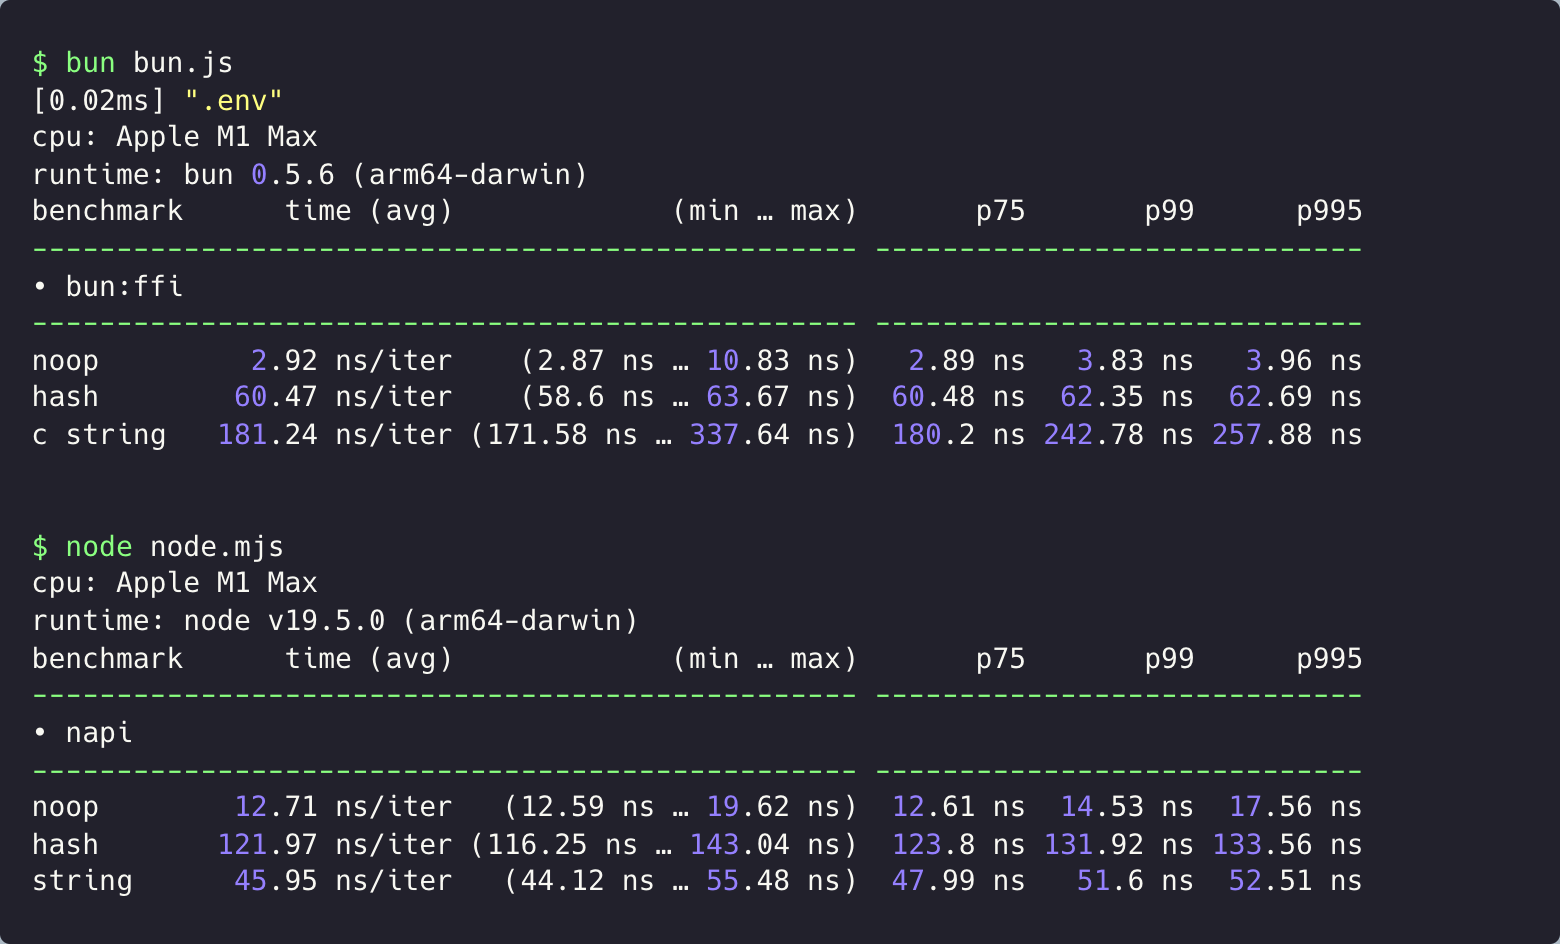 $ bun bun.js
[0.02ms] ".env"
cpu: Apple M1 Max
runtime: bun 0.5.6 (arm64-darwin)
benchmark      time (avg)             (min … max)       p75       p99      p995
------------------------------------------------- -----------------------------
• bun:ffi
------------------------------------------------- -----------------------------
noop         2.92 ns/iter    (2.87 ns … 10.83 ns)   2.89 ns   3.83 ns   3.96 ns
hash        60.47 ns/iter    (58.6 ns … 63.67 ns)  60.48 ns  62.35 ns  62.69 ns
c string   181.24 ns/iter (171.58 ns … 337.64 ns)  180.2 ns 242.78 ns 257.88 ns
$ node node.mjs
cpu: Apple M1 Max
runtime: node v19.5.0 (arm64-darwin)
benchmark      time (avg)             (min … max)       p75       p99      p995
------------------------------------------------- -----------------------------
• napi
------------------------------------------------- -----------------------------
noop        12.71 ns/iter   (12.59 ns … 19.62 ns)  12.61 ns  14.53 ns  17.56 ns
hash       121.97 ns/iter (116.25 ns … 143.04 ns)  123.8 ns 131.92 ns 133.56 ns
string      45.95 ns/iter   (44.12 ns … 55.48 ns)  47.99 ns   51.6 ns  52.51 ns